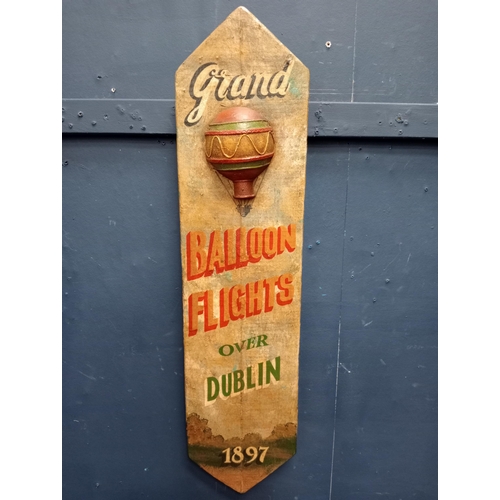 Grand
BALLOON
FLIGHTS
OVER
DUBLIN
1897